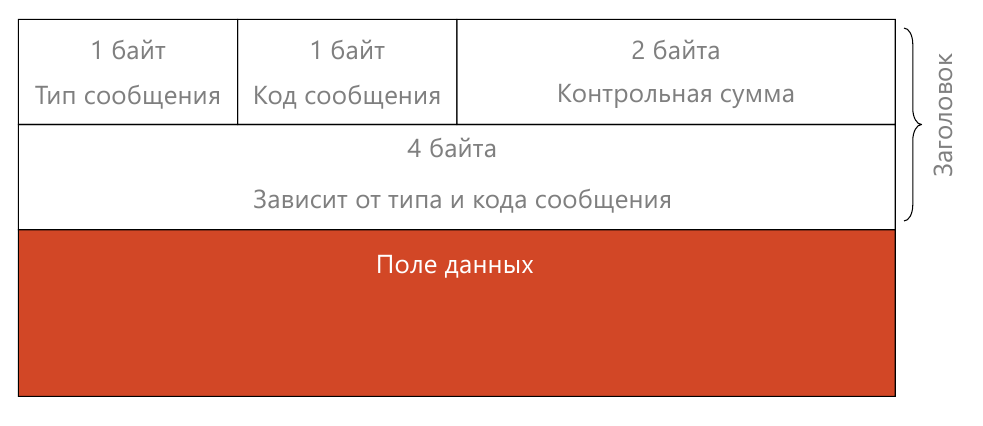 1 байт
Тип сообщения
1 байт
Код сообщения
2 байта
Контрольная сумма
4 байта
Зависит от типа и кода сообщения
Поле данных
Заголовок